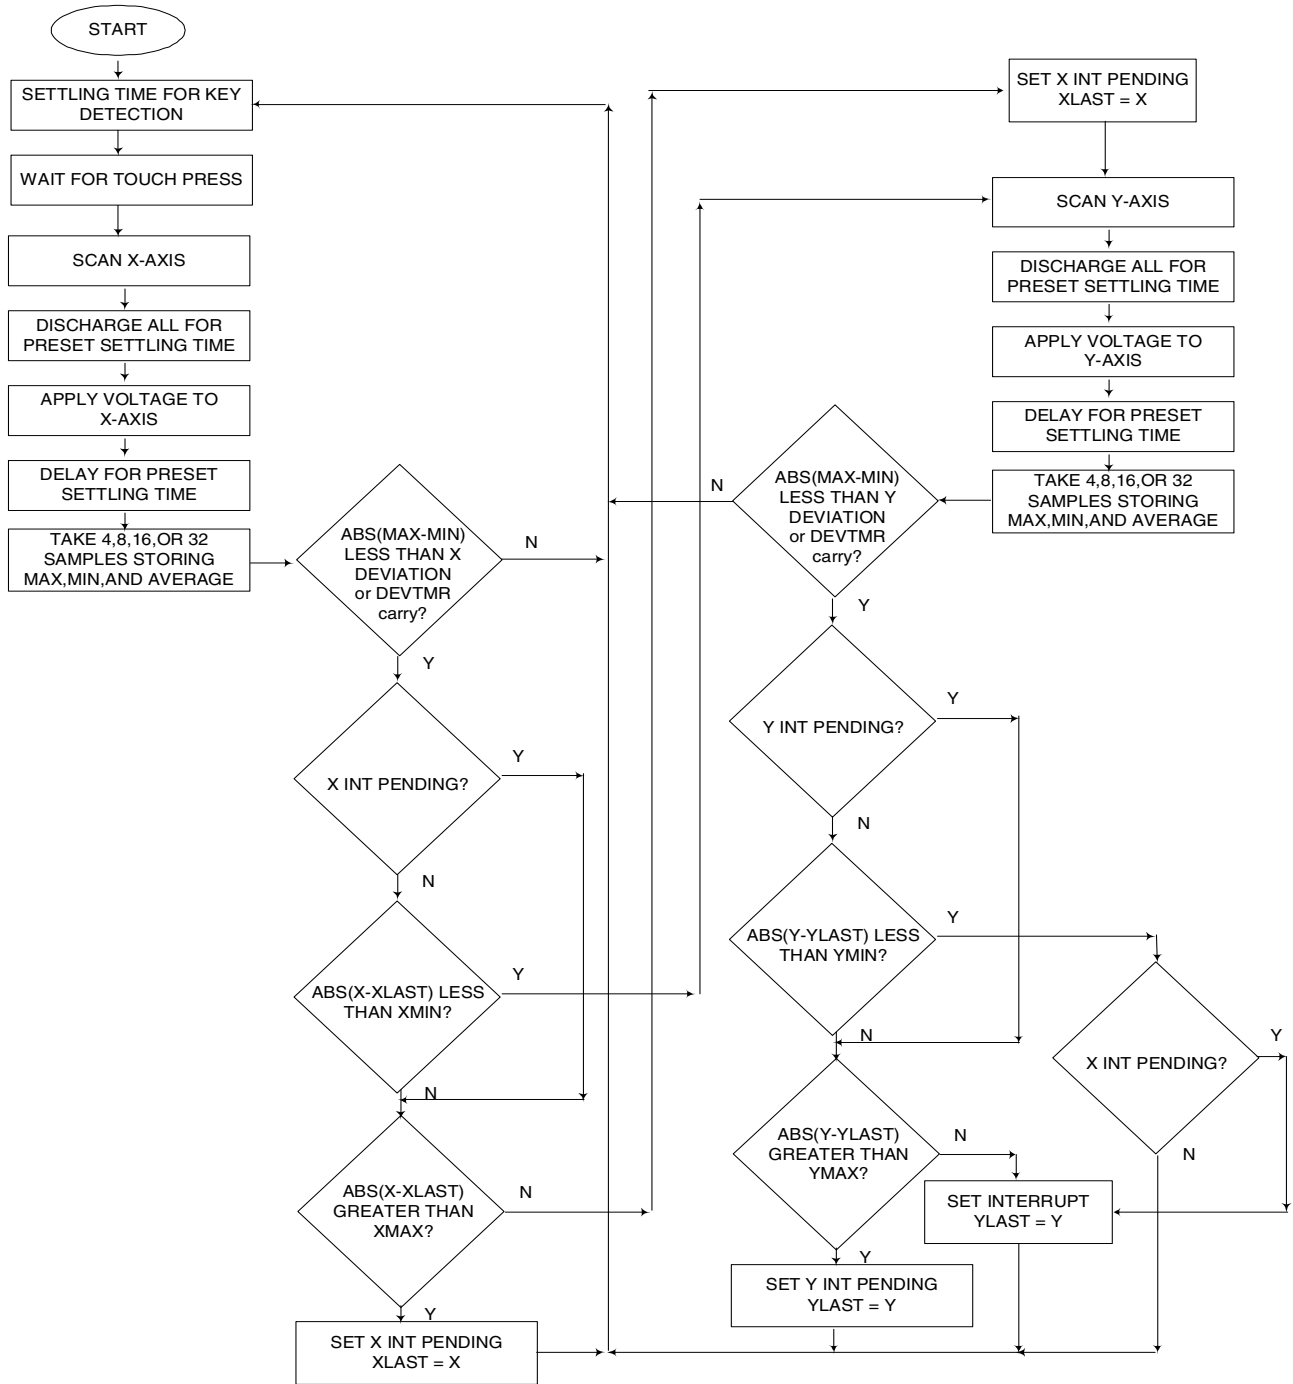 START
SETTLING TIME FOR KEY
DETECTION
WAIT FOR TOUCH PRESS
SCAN X-AXIS
DISCHARGE ALL FOR
PRESET SETTLING TIME
APPLY VOLTAGE TO
X-AXIS
DELAY FOR PRESET
SETTLING TIME
TAKE 4,8,16,OR 32
SAMPLES STORING
MAX,MIN,AND AVERAGE
ABS(MAX-MIN)
LESS THAN X
DEVIATION
or DEVTMR
carry?
N
Y
X INT PENDING?
Y
N
ABS(X-XLAST) LESS
THAN XMIN?
Y
N
ABS(X-XLAST)
GREATER THAN
XMAX?
N
Y
SET X INT PENDING
XLAST = X
SET X INT PENDING
XLAST = X
SCAN Y-AXIS
DISCHARGE ALL FOR
PRESET SETTLING TIME
APPLY VOLTAGE TO
Y-AXIS
DELAY FOR PRESET
SETTLING TIME
TAKE 4,8,16,OR 32
SAMPLES STORING
MAX,MIN,AND AVERAGE
ABS(MAX-MIN)
LESS THAN Y
DEVIATION
or DEVTMR
carry?
N
Y
Y INT PENDING?
Y
N
ABS(Y-YLAST) LESS
THAN YMIN?
Y
N
X INT PENDING?
Y
N
ABS(Y-YLAST)
GREATER THAN
YMAX?
N
Y
SET INTERRUPT
YLAST = Y
SET Y INT PENDING
YLAST = Y